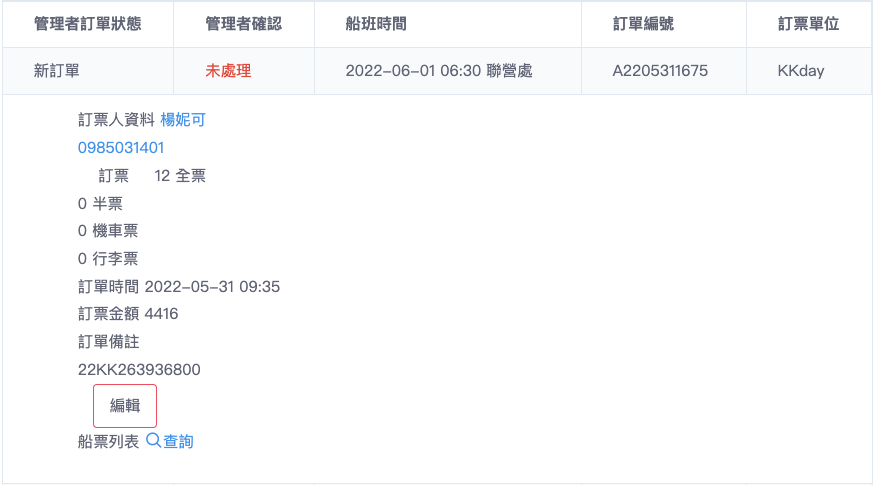 管理者訂單狀態 管理者確認 船班時間 訂單編號 訂票單位
新訂單 未處理 2022-06-01 06:30 聯營處 A2205311675 KKday
訂票人資料 楊妮可
0985031401
訂票 12 全票
0 半票
0 機車票
0 行李票
訂單時間 2022-05-31 09:35
訂票金額 4416
訂單備註
22KK263936800
編輯
船票列表 查詢